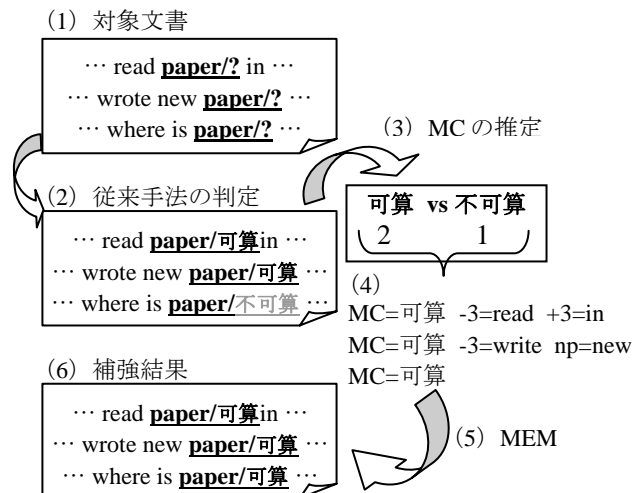 (1) 対象文書
… read paper/? in …
… wrote new paper/? …
… where is paper/? …
(2) 従来手法の判定
… read paper/可算in …
… wrote new paper/可算 …
… where is paper/不可算 …
(3) MC の推定
可算 vs 不可算
2 1
(4)
MC=可算 -3=read +3=in
MC=可算 -3=write np=new
MC=可算
(5) MEM
(6) 補強結果
… read paper/可算in …
… wrote new paper/可算 …
… where is paper/可算 …